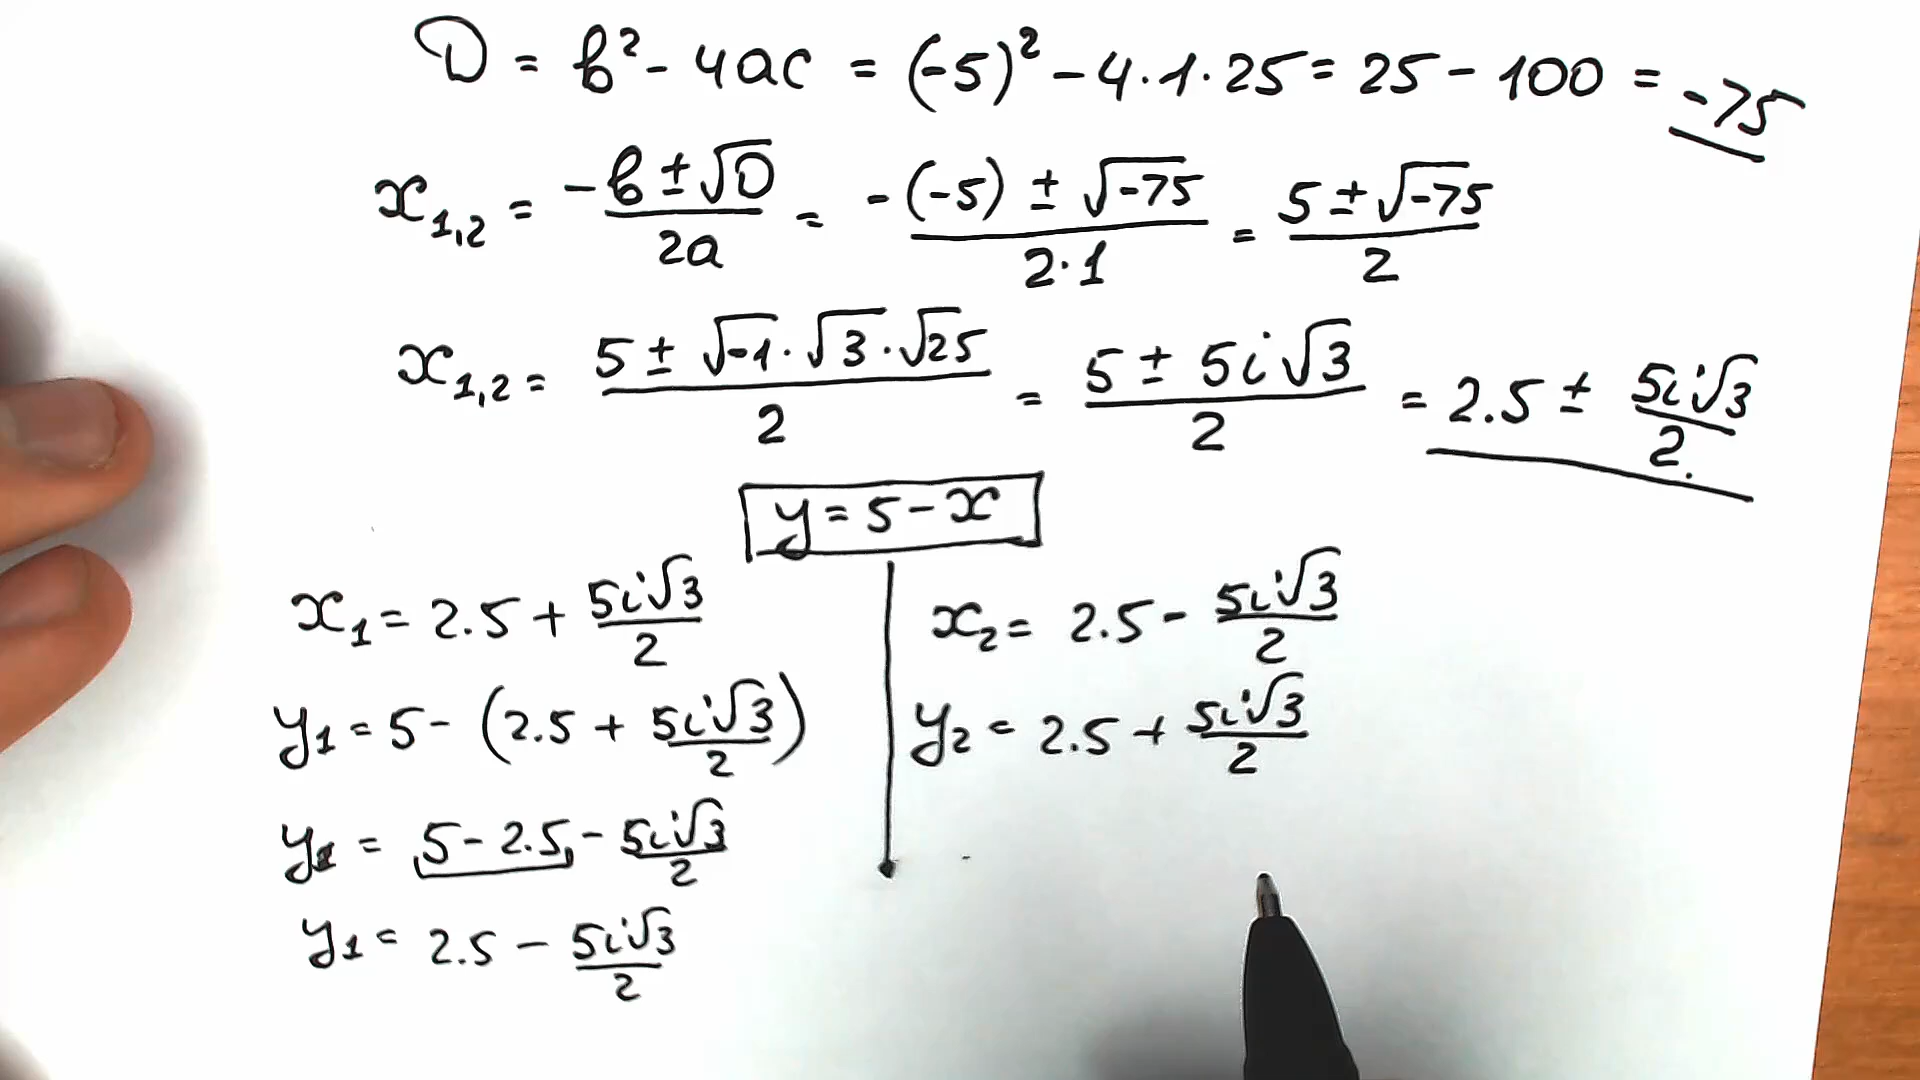 D = b² - 4ac = (-5)² - 4·1·25 = 25 - 100 = -75
x₁,₂ = (-b ± √D)/(2a) = (-(-5) ± √-75)/(2·1) = (5 ± √-75)/2
x₁,₂ = (5 ± √-1·√3·√25)/2 = (5 ± 5i√3)/2 = 2.5 ± 5i√3/2
y = 5 - x
x₁ = 2.5 + 5i√3/2
y₁ = 5 - (2.5 + 5i√3/2)
y₁ = 5 - 2.5 - 5i√3/2
y₁ = 2.5 - 5i√3/2
x₂ = 2.5 - 5i√3/2
y₂ = 2.5 + 5i√3/2